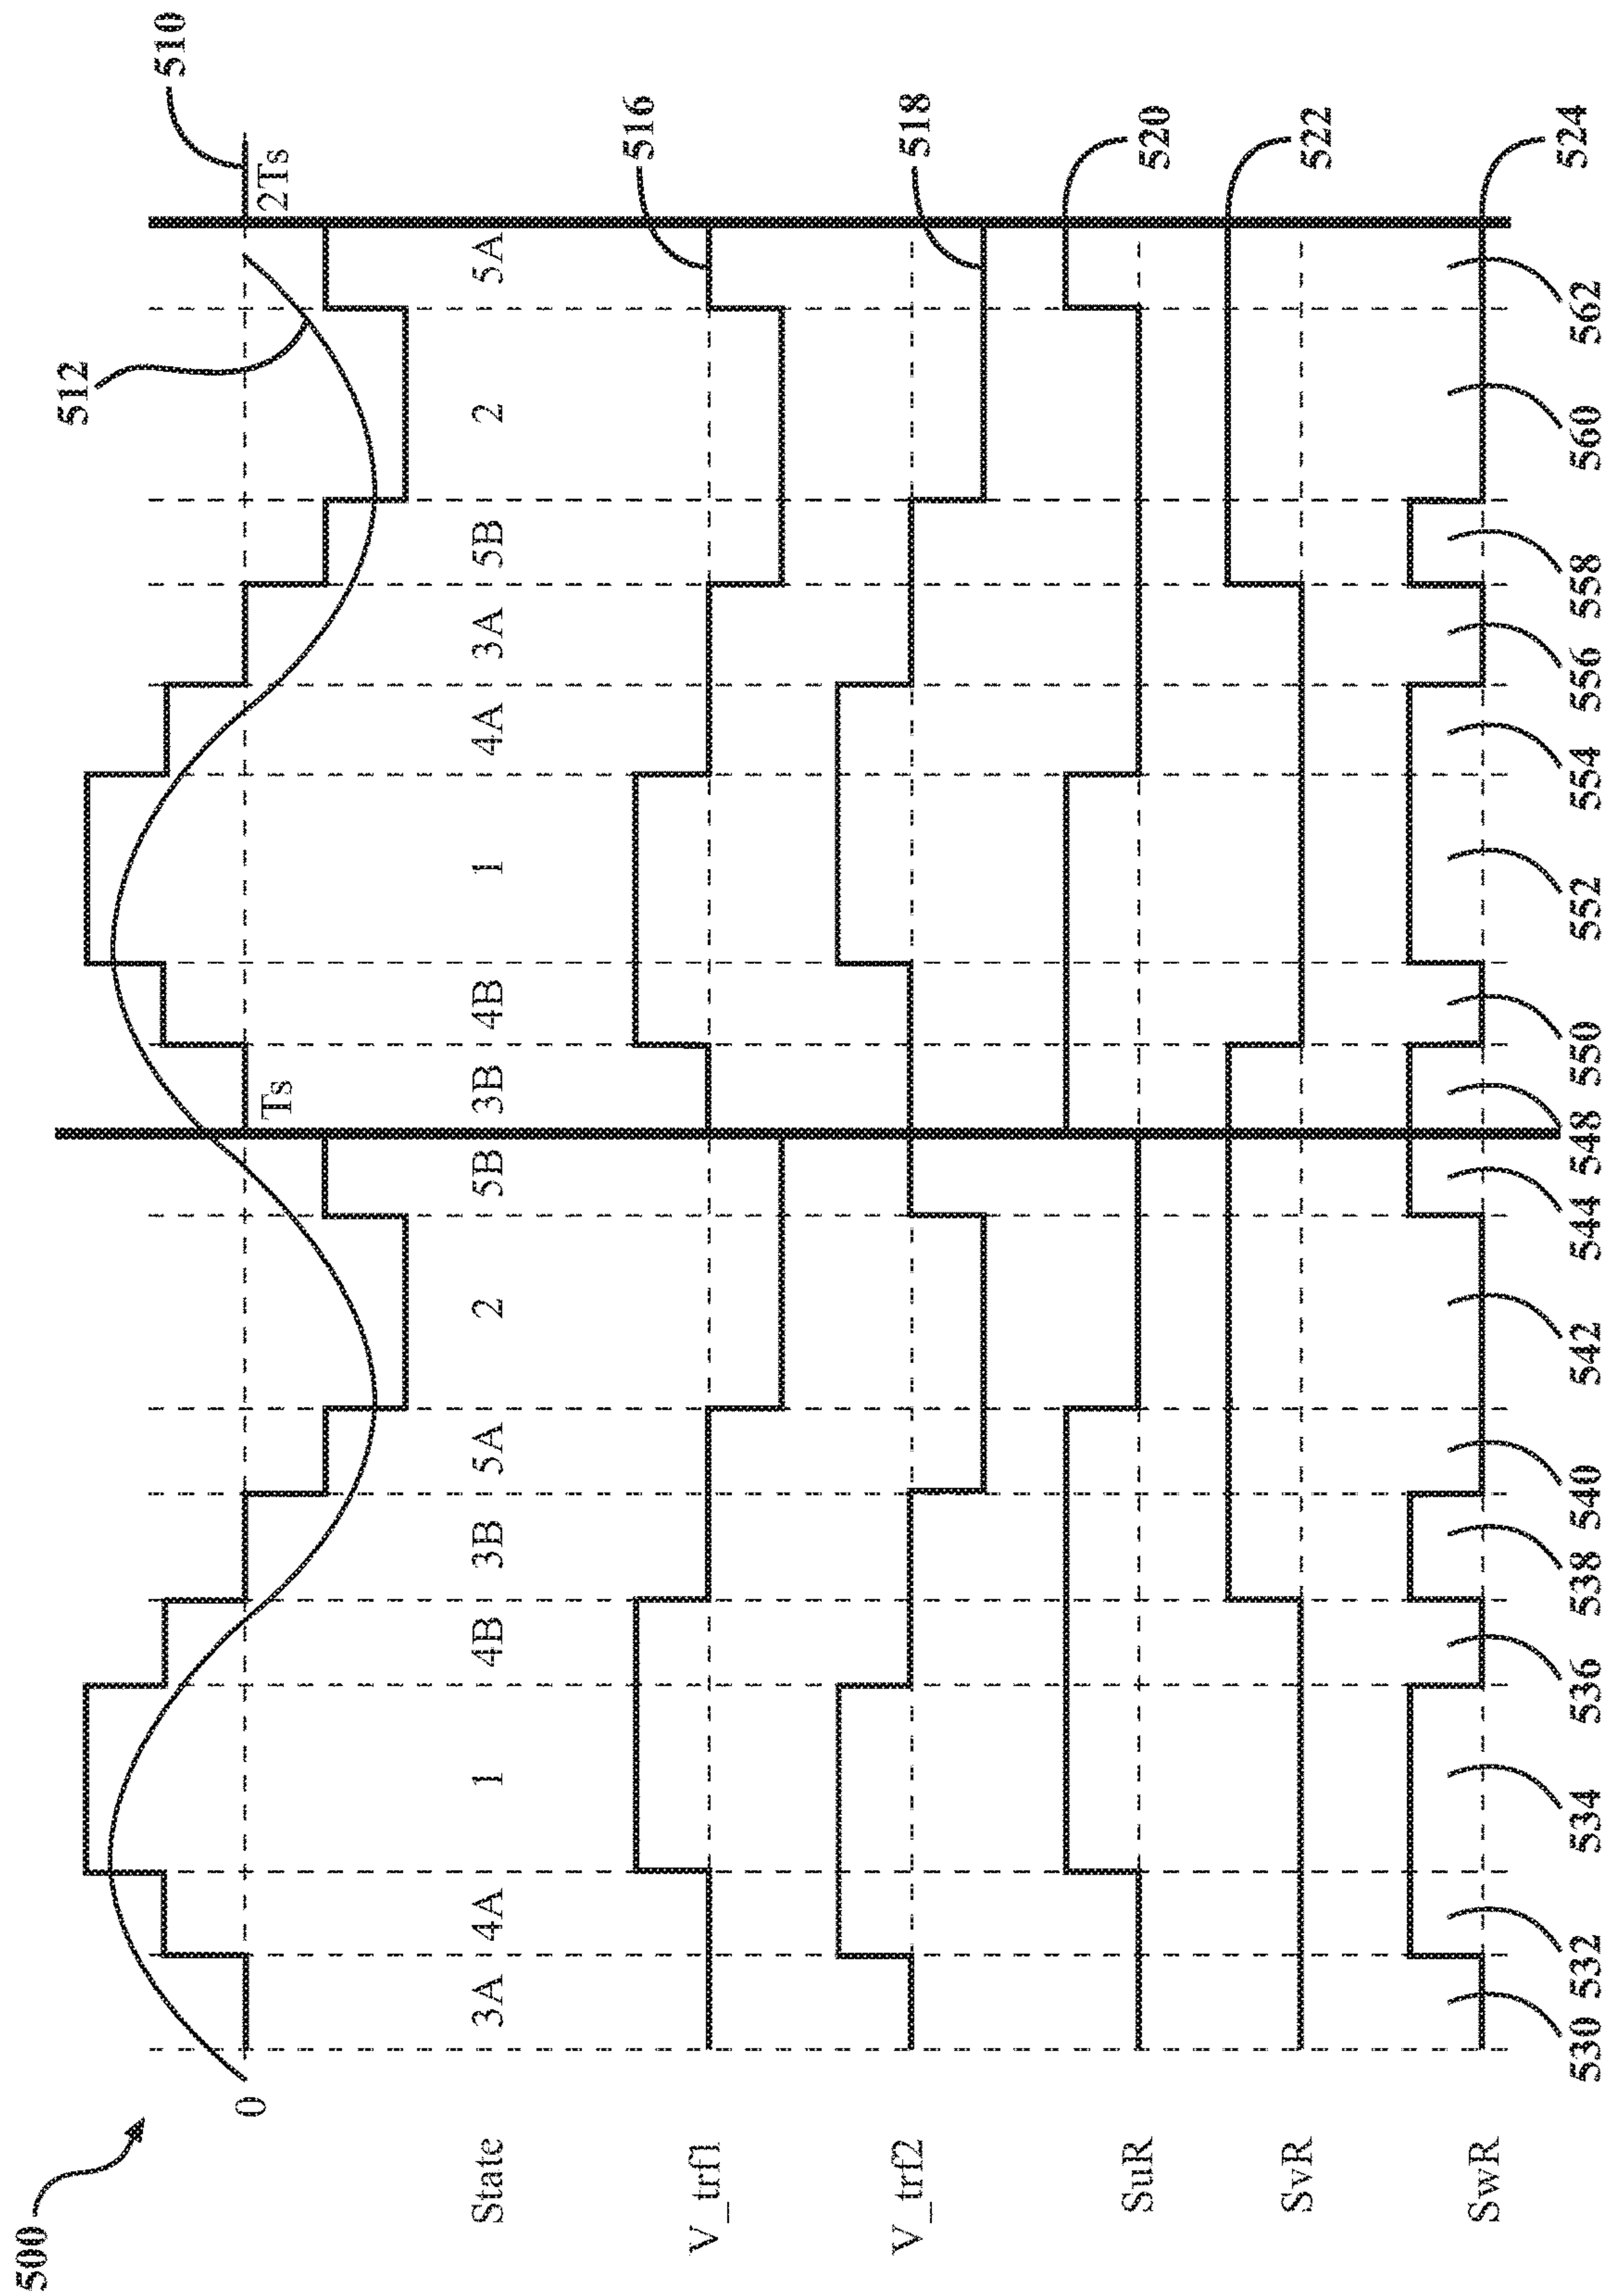 500
510
512
0
Ts
2Ts
State
3A
4A
1
4B
3B
5A
2
5B
3B
4B
1
4A
3A
5B
2
5A
V_trf1
516
V_trf2
518
SuR
520
SvR
522
SwR
524
530
532
534
536
538
540
542
544
548
550
552
554
556
558
560
562